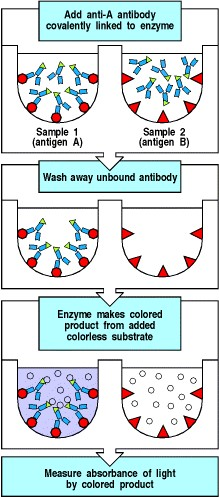 Add anti-A antibody
covalently linked to enzyme
Sample 1
(antigen A)
Sample 2
(antigen B)
Wash away unbound antibody
Enzyme makes colored
product from added
colorless substrate
Measure absorbance of light
by colored product